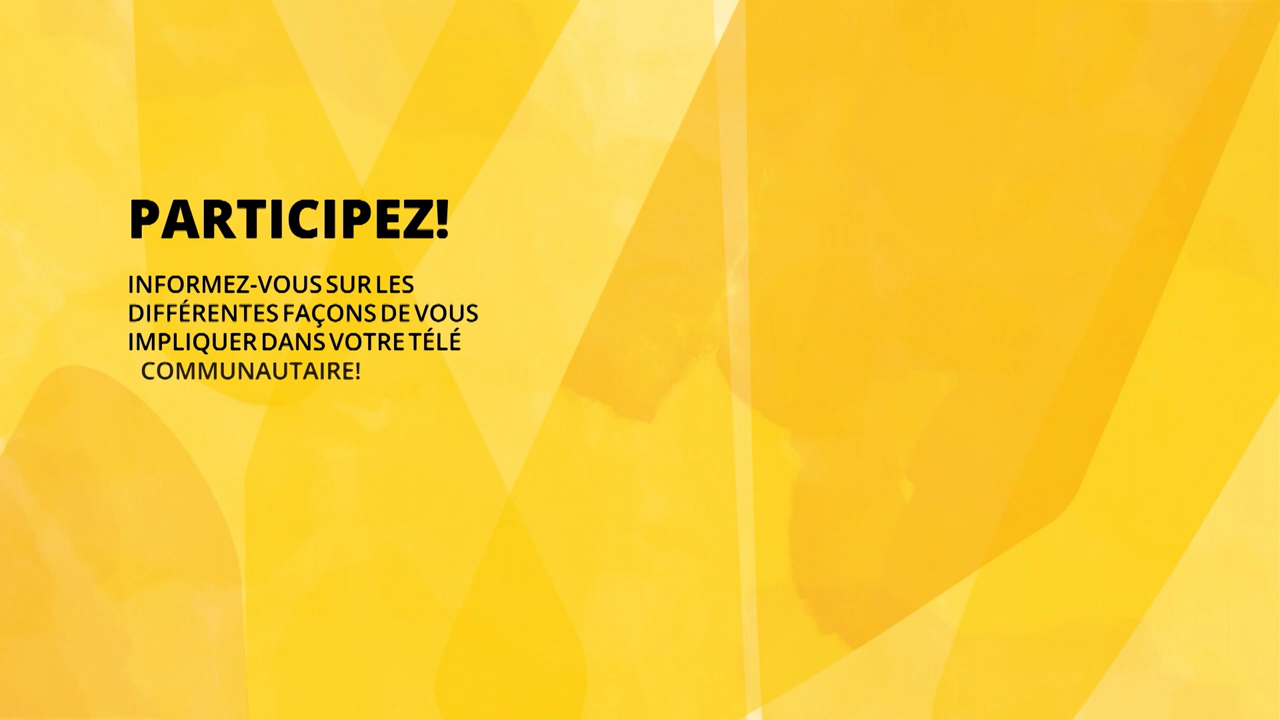 PARTICIPEZ!
INFORMEZ-VOUS SUR LES
DIFFÉRENTES FAÇONS DE VOUS
IMPLIQUER DANS VOTRE TÉLÉ
COMMUNAUTAIRE!